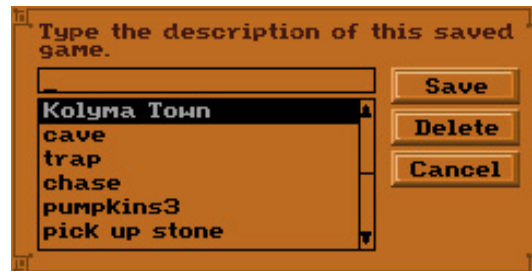 Type the description of this saved
game.
Save
Kolyma Town
Delete
cave
trap
Cancel
chase
pumpkins3
pick up stone